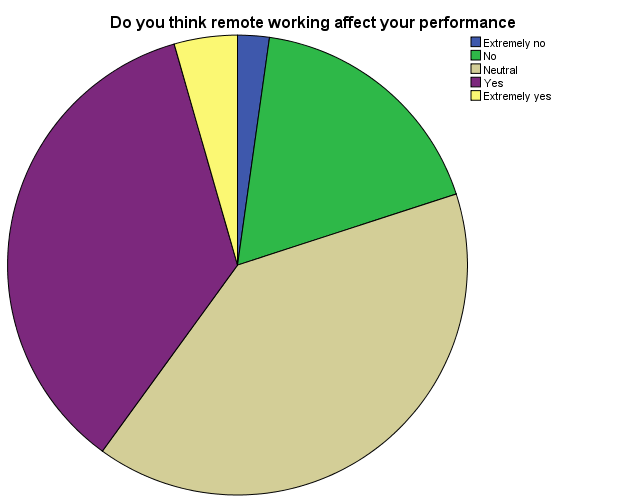 Do you think remote working affect your performance
Extremely no
No
Neutral
Yes
Extremely yes